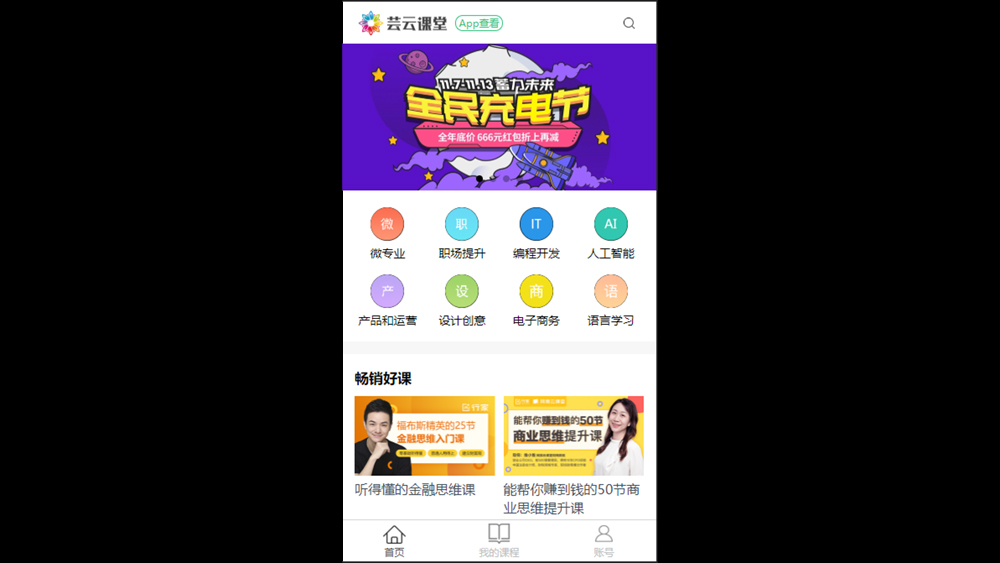 芸云课堂
App查看
11.7-11.13 蓄力未来
全民充电节
全年底价 666元红包折上再减
微
职
IT
AI
微专业
职场提升
编程开发
人工智能
产
设
商
语
产品和运营
设计创意
电子商务
语言学习
畅销好课
行家
福布斯精英的25节
金融思维入门课
听得懂的金融思维课
能帮你赚到钱的50节
商业思维提升课
能帮你赚到钱的50节商
业思维提升课
首页
我的课程
账号